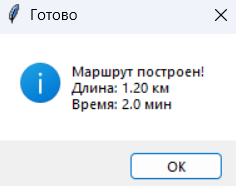 Готово
Маршрут построен!
Длина: 1.20 км
Время: 2.0 мин
OK